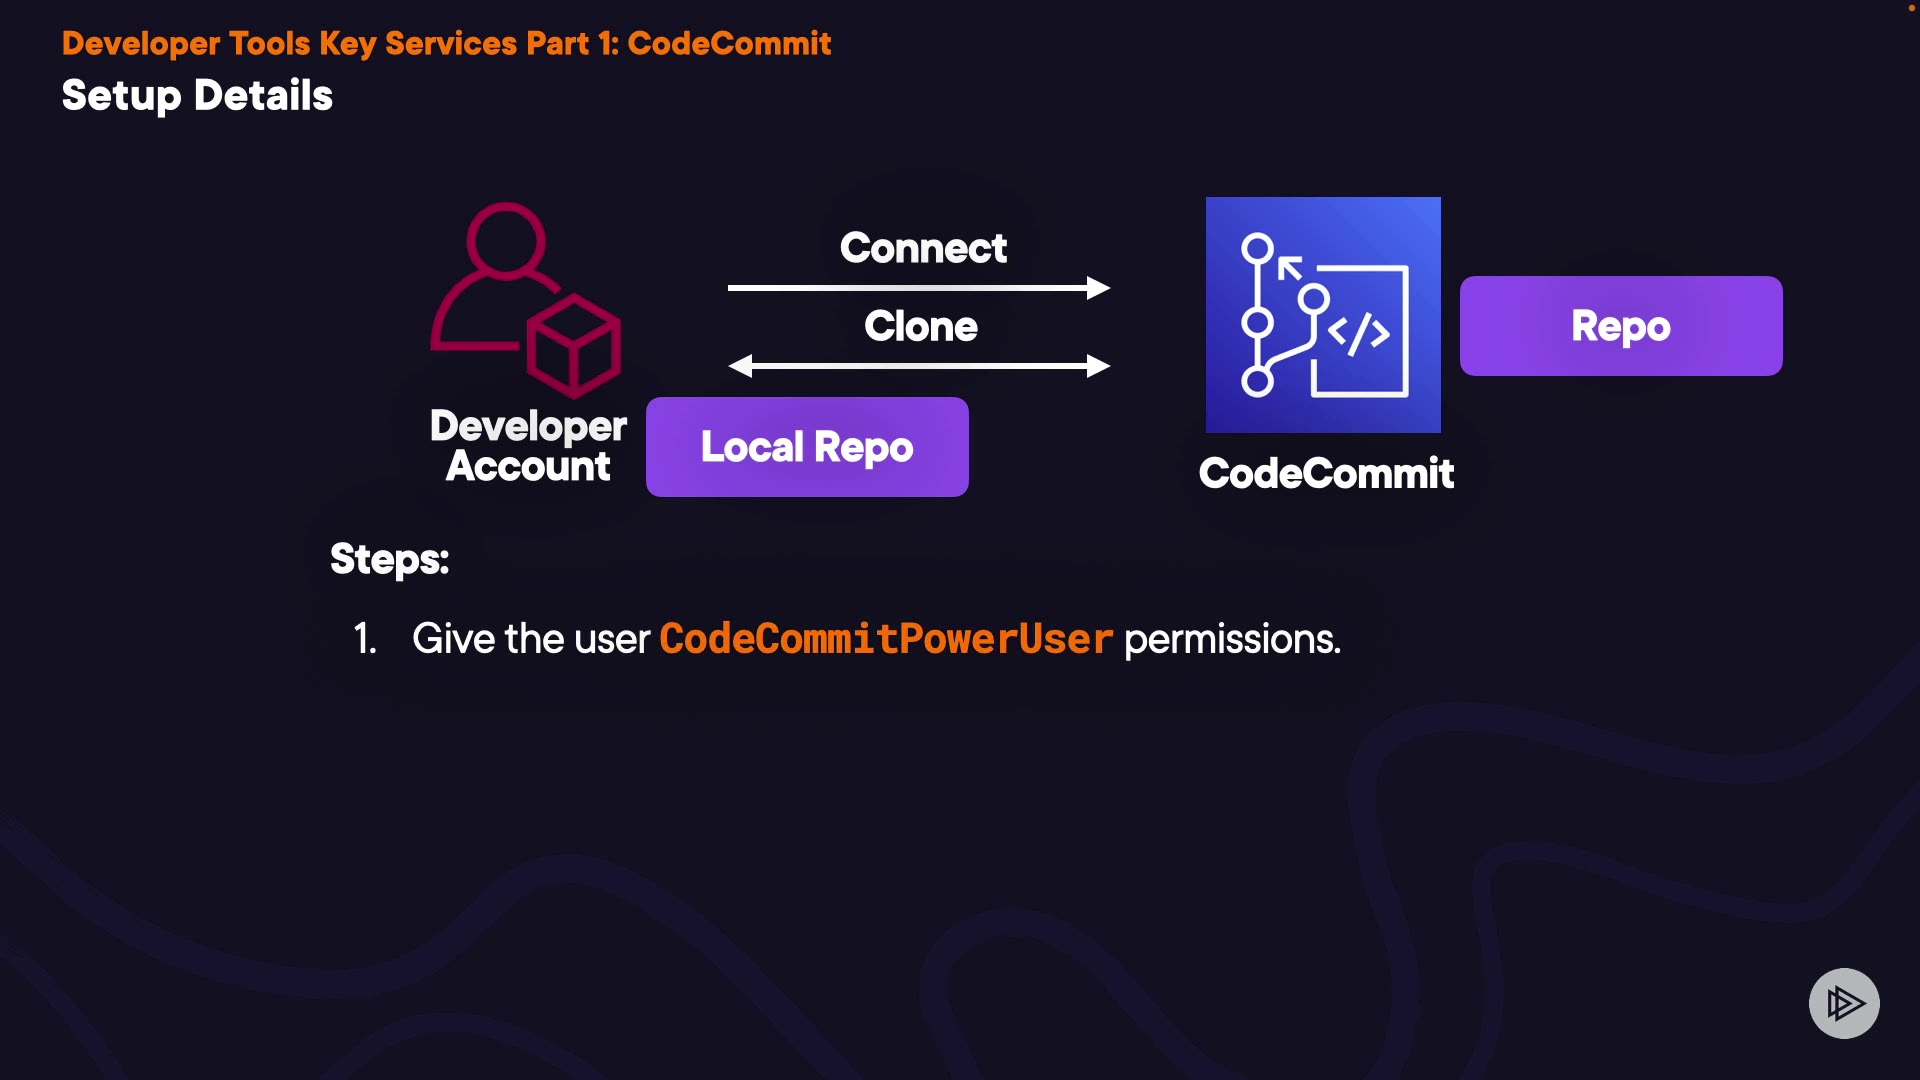 Developer Tools Key Services Part 1: CodeCommit
Setup Details
Connect
Clone
Repo
Developer
Account
Local Repo
CodeCommit
Steps:
1. Give the user CodeCommitPowerUser permissions.